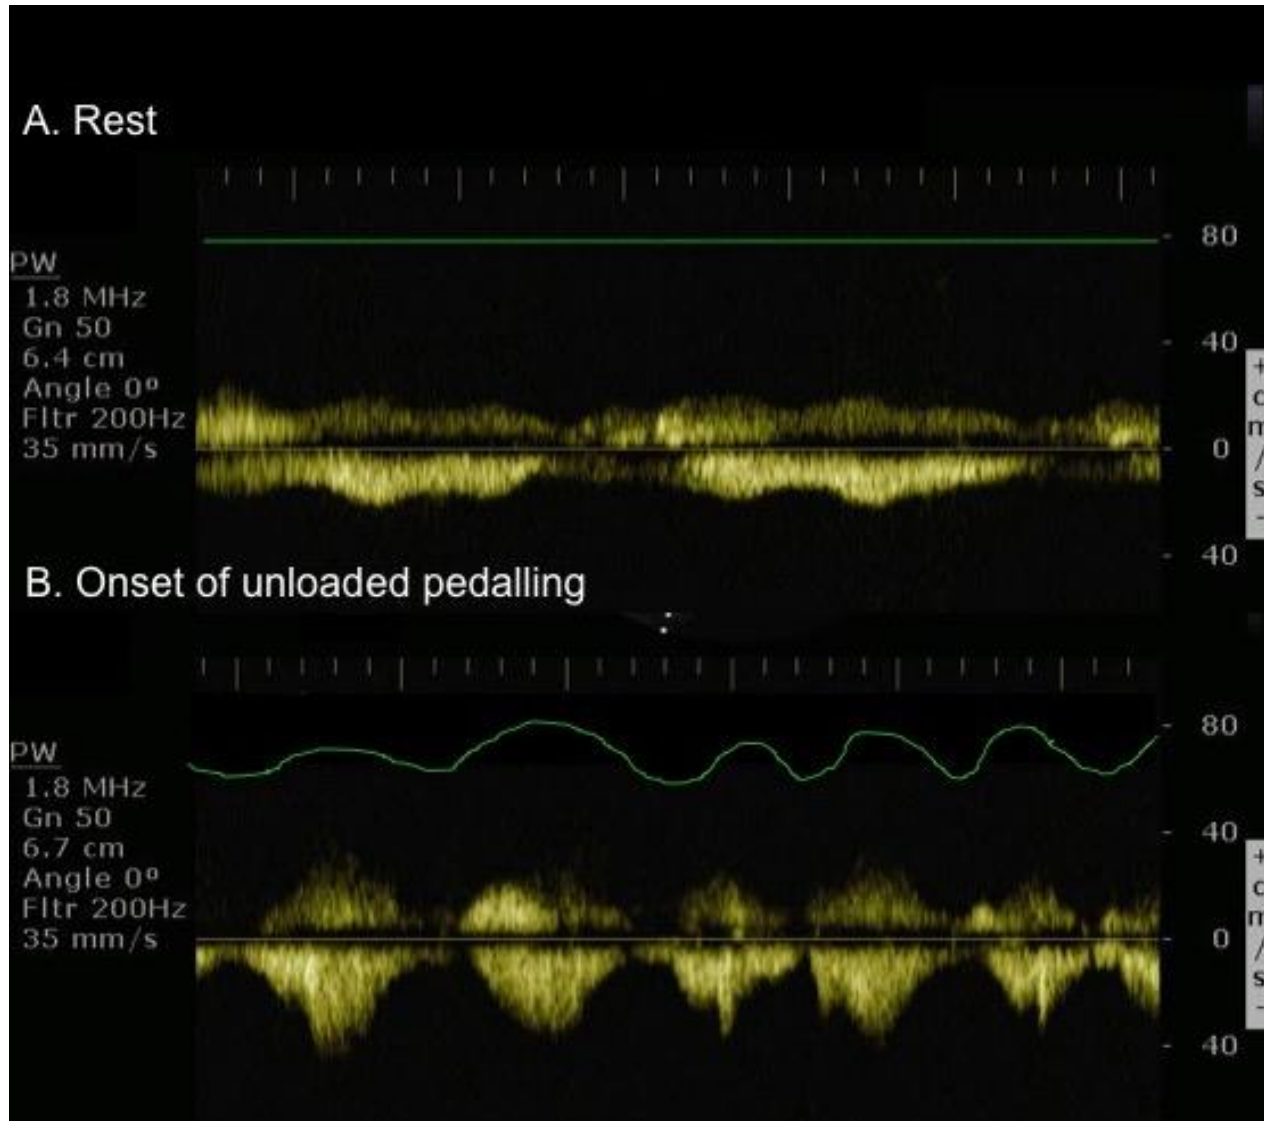 A. Rest
PW
1.8 MHz
Gn 50
6.4 cm
Angle 0º
Fltr 200Hz
35 mm/s
80
40
0
40
+
c
m
/
s
-
B. Onset of unloaded pedalling
PW
1.8 MHz
Gn 50
6.7 cm
Angle 0º
Fltr 200Hz
35 mm/s
80
40
0
40
+
c
m
/
s
-